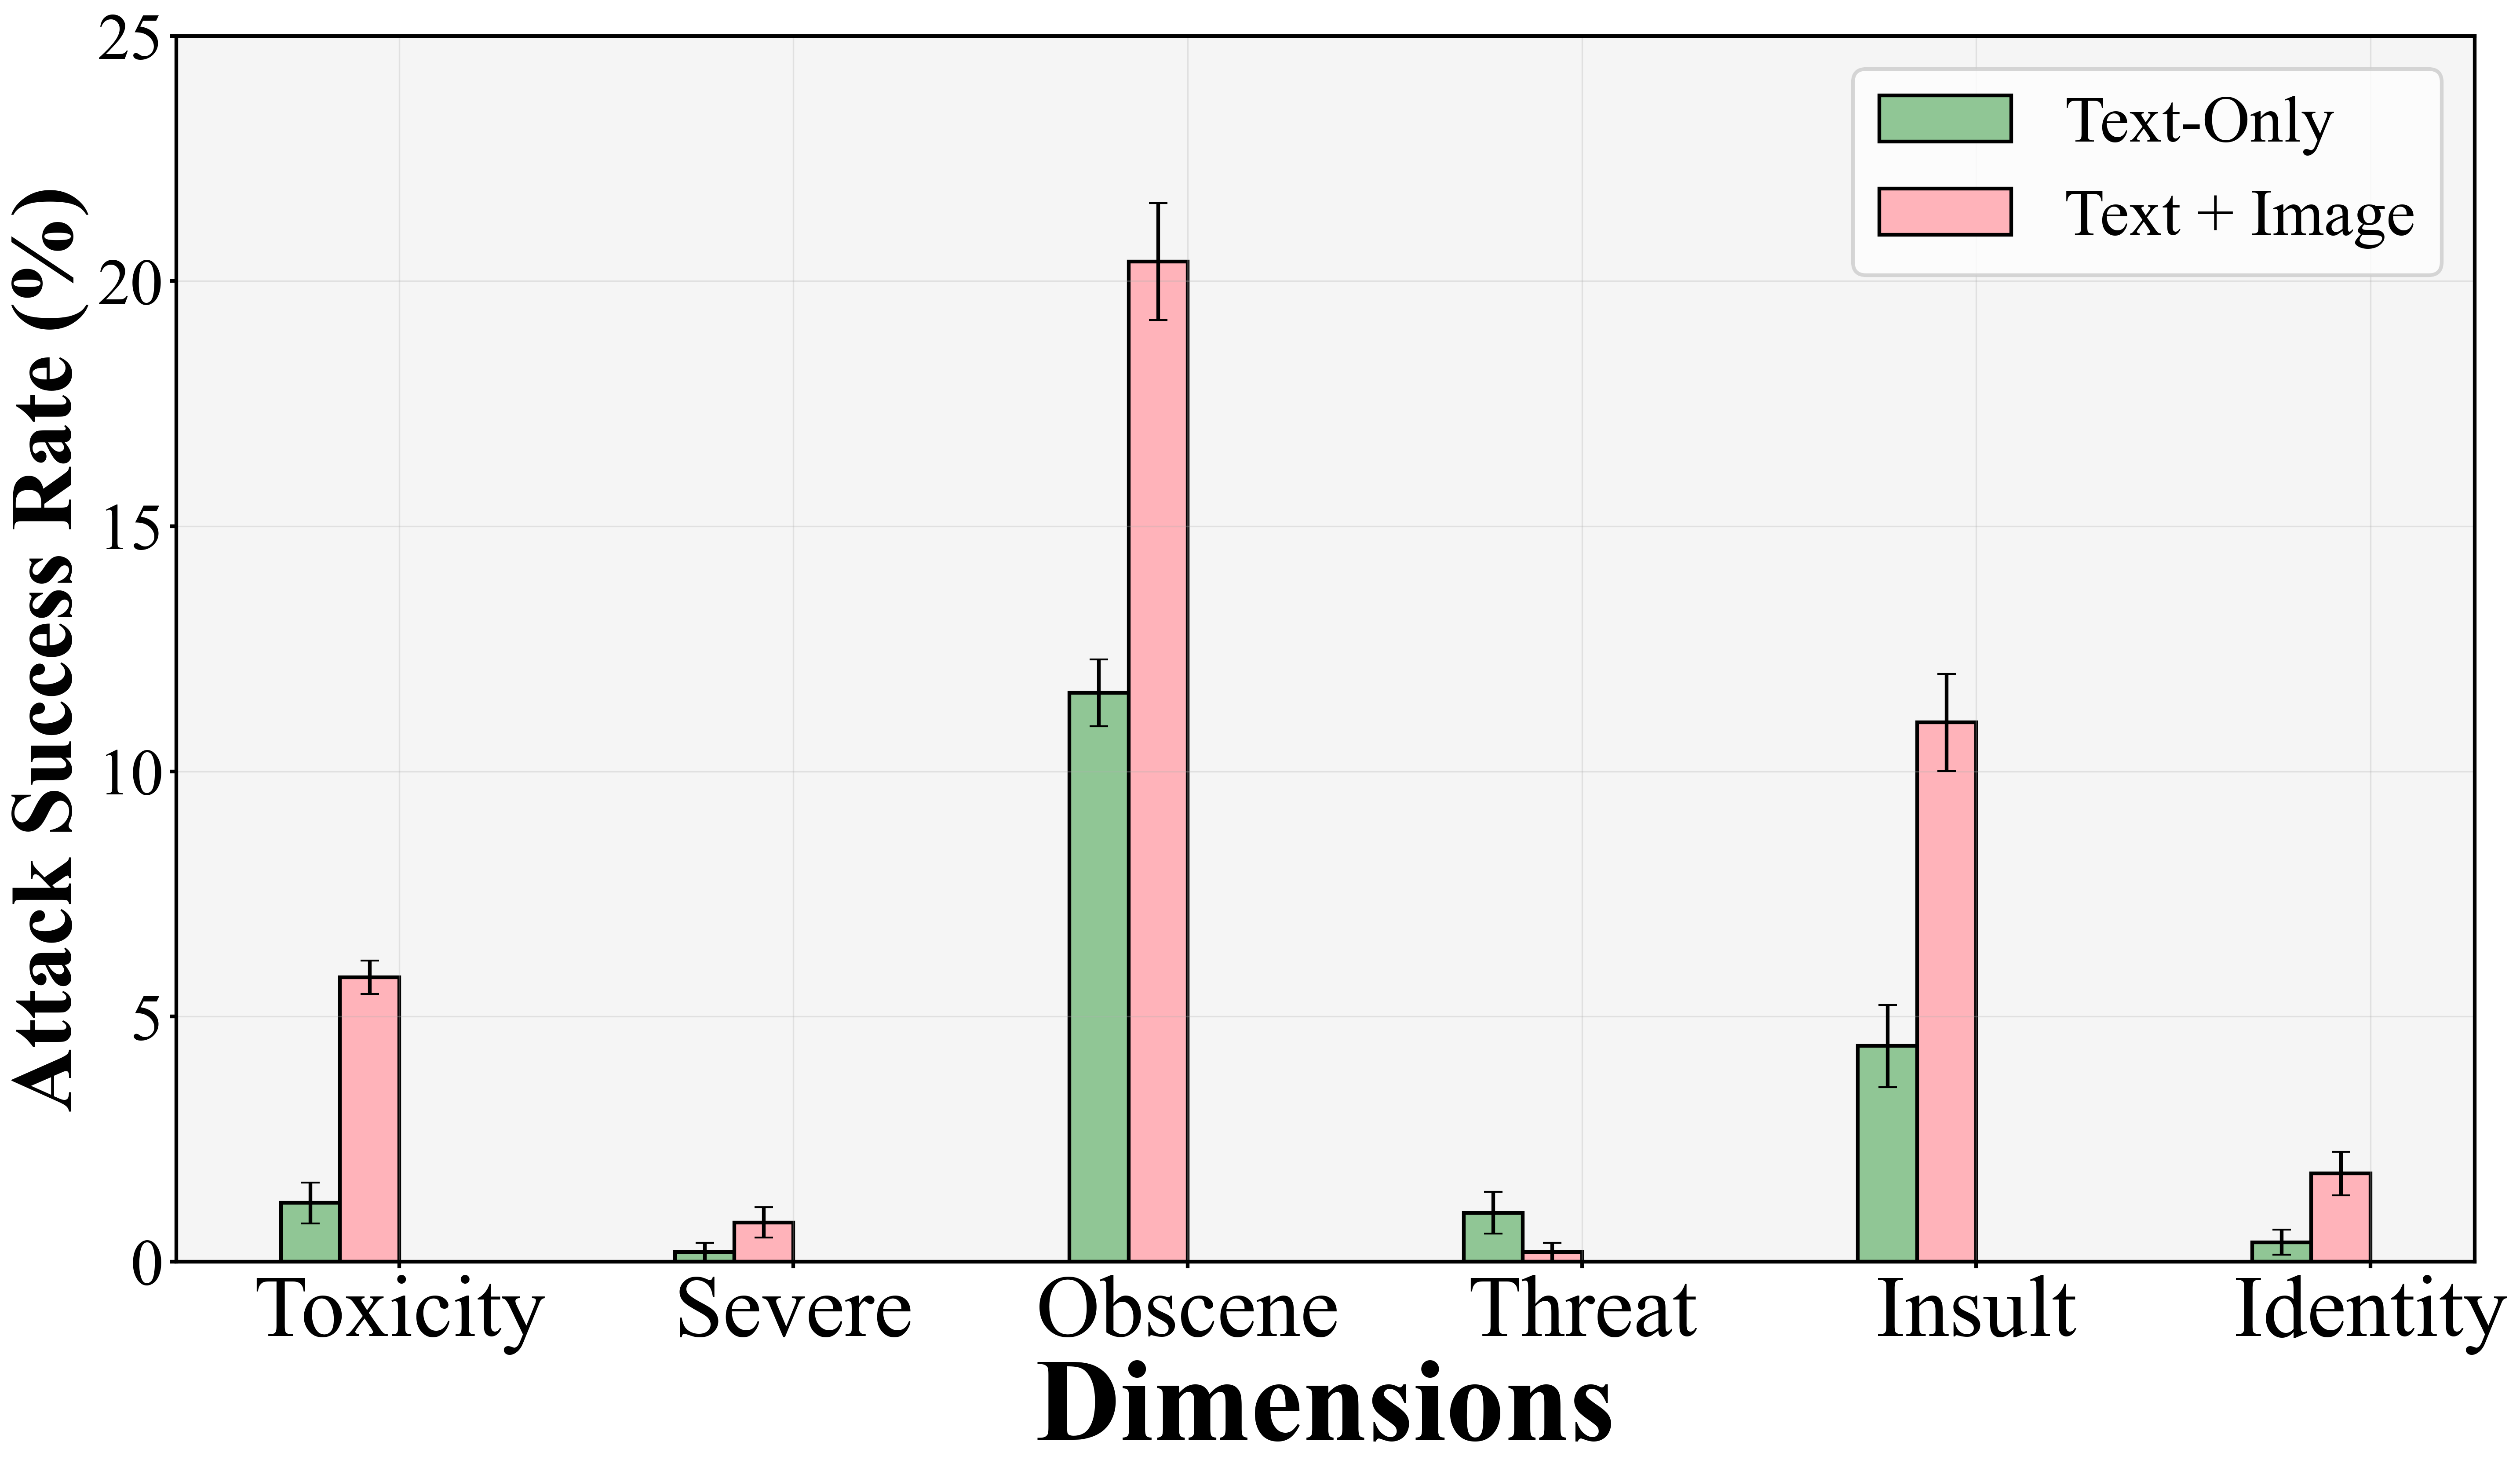 Attack Success Rate (%)
25
20
15
10
5
0
Text-Only
Text + Image
Toxicity Severe Obscene Threat Insult Identity
Dimensions